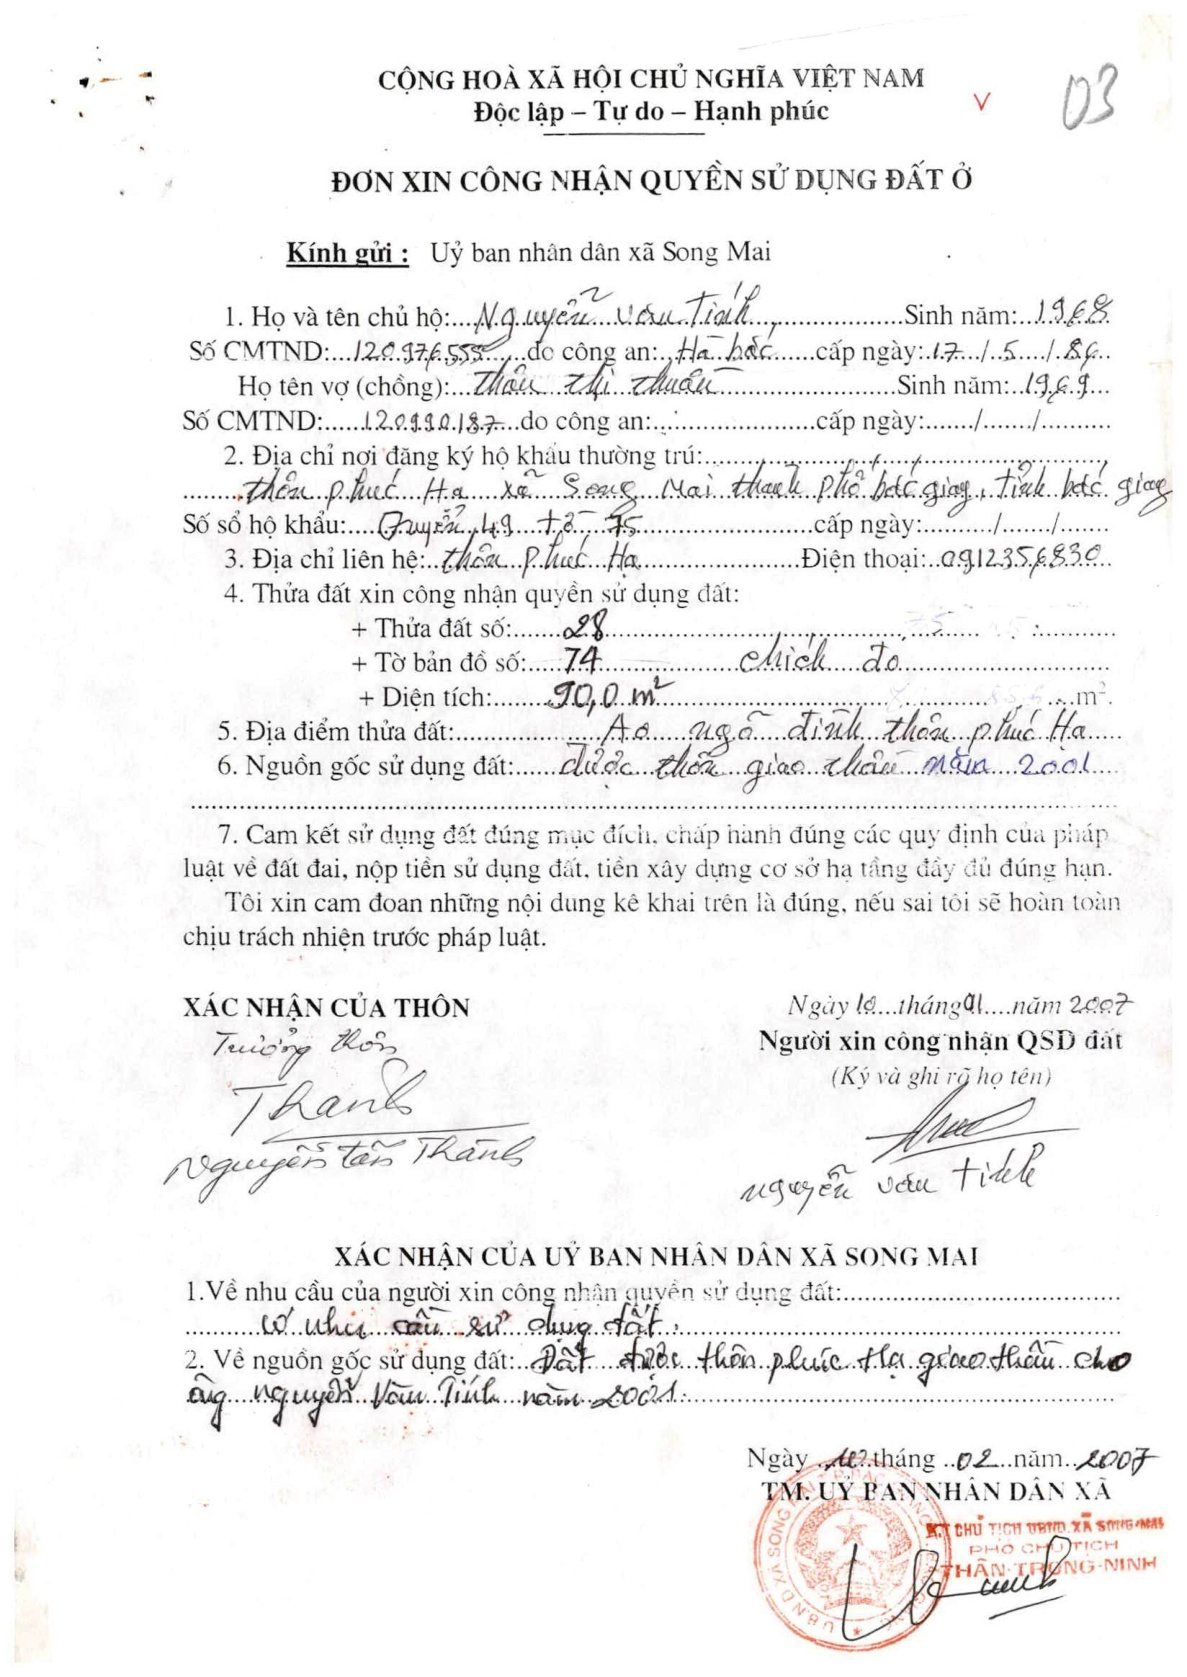 CỘNG HOÀ XÃ HỘI CHỦ NGHĨA VIỆT NAM
Độc lập – Tự do – Hạnh phúc
V
03
ĐƠN XIN CÔNG NHẬN QUYỀN SỬ DỤNG ĐẤT Ở
Kính gửi : Uỷ ban nhân dân xã Song Mai
1. Họ và tên chủ hộ:....Nguyễn văn Tính....Sinh năm:...1968
Số CMTND:...120.976.555....do công an:..Hà bắc....cấp ngày:.17.../.5.../.86
Họ tên vợ (chồng):...thân thị thuần....Sinh năm:..1969...
Số CMTND:......120990187....do công an:..................cấp ngày:......./......./..........
2. Địa chỉ nơi đăng ký hộ khẩu thường trú:..........
........thôn phúc Hạ xã Song Mai thành phố bắc giang, tỉnh bắc giang
Số sổ hộ khẩu:....Quyển 49 tờ 75..................cấp ngày:........./......./.......
3. Địa chỉ liên hệ:..thôn phúc Hạ....Điện thoại:..0912356830..
4. Thửa đất xin công nhận quyền sử dụng đất:
+ Thửa đất số:.......28..........
+ Tờ bản đồ số:.....74..........chích đo..........
+ Diện tích:........90,0 m²..........m².
5. Địa điểm thửa đất:..........Ao ngõ đình thôn phúc Hạ.....
6. Nguồn gốc sử dụng đất:......được thôn giao thầu năm 2001....
7. Cam kết sử dụng đất đúng mục đích, chấp hành đúng các quy định của pháp
luật về đất đai, nộp tiền sử dụng đất, tiền xây dựng cơ sở hạ tầng đầy đủ đúng hạn.
Tôi xin cam đoan những nội dung kê khai trên là đúng, nếu sai tôi sẽ hoàn toàn
chịu trách nhiện trước pháp luật.
XÁC NHẬN CỦA THÔN
Ngày 10...tháng 01....năm 2007
Trưởng thôn
Người xin công nhận QSD đất
(Ký và ghi rõ họ tên)
Thanh
Nguyễn tấn Thành
nguyễn văn tính
XÁC NHẬN CỦA UỶ BAN NHÂN DÂN XÃ SONG MAI
1.Về nhu cầu của người xin công nhận quyền sử dụng đất:..........
..........có nhu cầu sử dụng đất.
2. Về nguồn gốc sử dụng đất:..Đất được thôn phúc Hạ giao thầu cho
ông nguyễn Văn Tính năm 2001.
Ngày ..10..tháng ..02...năm..2007
TM. UỶ BAN NHÂN DÂN XÃ
KT CHỦ TỊCH UBND XÃ SONG MAI
PHÓ CHỦ TỊCH
THÂN-TRỌNG-NINH